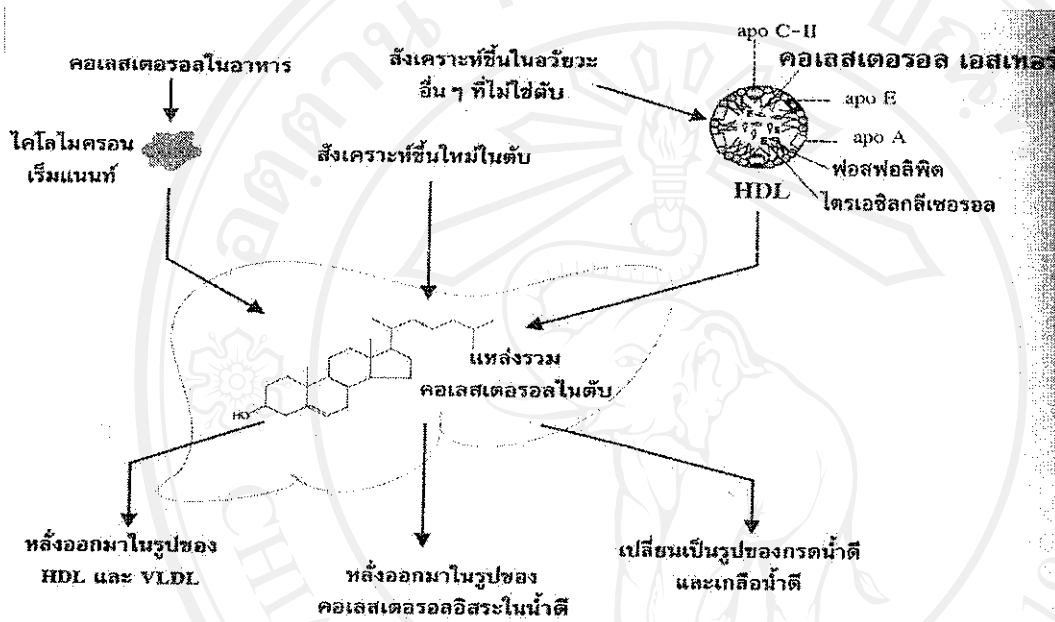 คอเลสเตอรอลในอาหาร
ไคโลไมครอน
เริ่มแนนท์
สังเคราะห์ขึ้นในอวัยวะ
อื่นๆ ที่ไม่ใช่ตับ
สังเคราะห์ขึ้นใหม่ในตับ
apo C-II
คอเลสเตอรอล เอสเทอร์
apo E
apo A
ฟอสฟอลิพิด
HDL
ไตรเอซิลกลีเซอรอล
แหล่งรวม
คอเลสเตอรอลในตับ
HO
หลั่งออกมาในรูปของ
HDL และ VLDL
หลั่งออกมาในรูปของ
คอเลสเตอรอลอิสระในน้ำดี
เปลี่ยนเป็นรูปของกรดน้ำดี
และเกลือน้ำดี